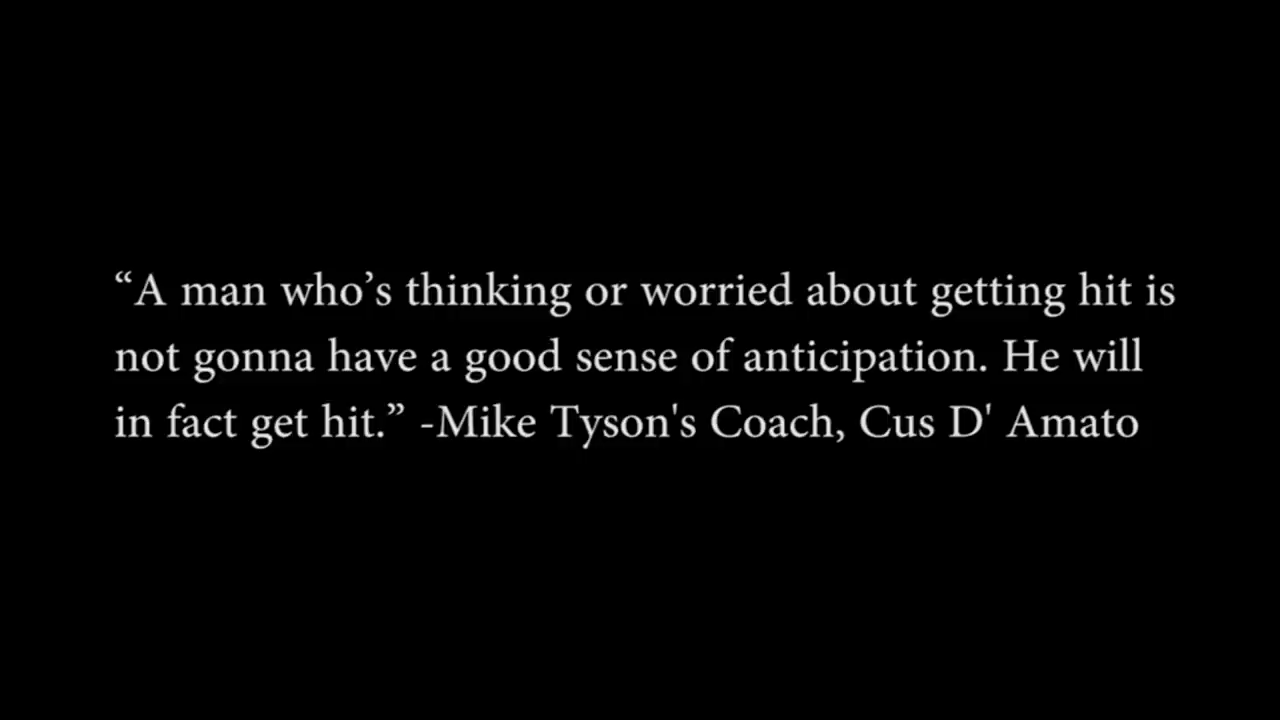 “A man who’s thinking or worried about getting hit is
not gonna have a good sense of anticipation. He will
in fact get hit.” -Mike Tyson's Coach, Cus D' Amato